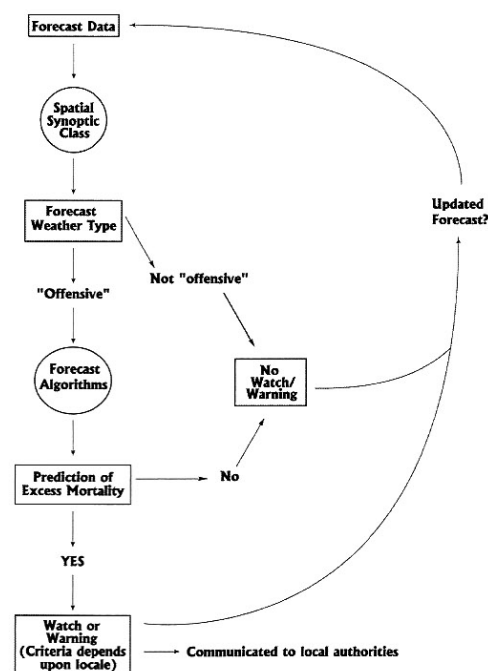 Forecast Data
Spatial
Synoptic
Class
Updated
Forecast?
Forecast
Weather Type
Not "offensive"
"Offensive"
Forecast
Algorithms
No
Watch/
Warning
Prediction of
Excess Mortality
No
YES
Watch or
Warning
(Criteria depends
upon locale)
Communicated to local authorities